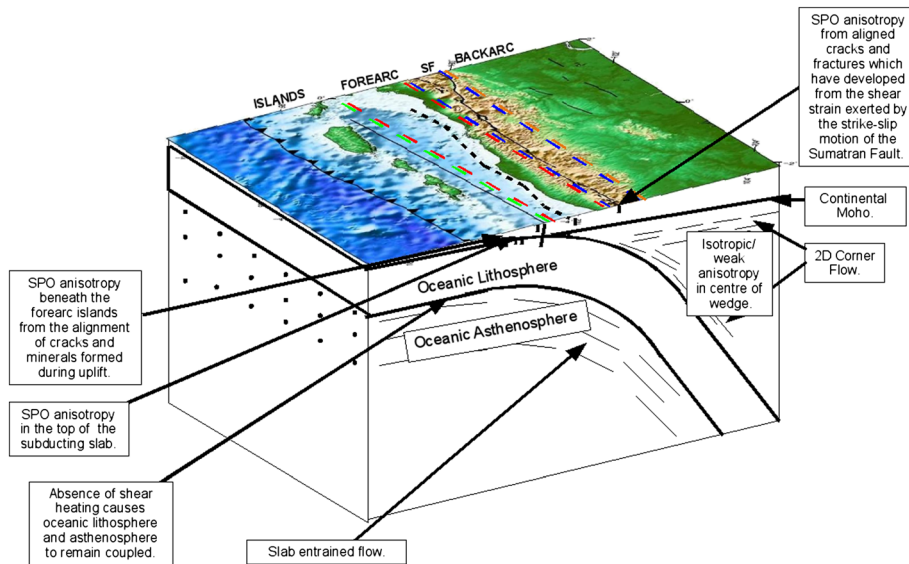 SPO anisotropy
from aligned
cracks and
fractures which
have developed
from the shear
strain exerted by
the strike-slip
motion of the
Sumatran Fault.
ISLANDS
FOREARC
SF
BACKARC
Continental
Moho.
2D Corner
Flow.
Isotropic/
weak
anisotropy
in centre of
wedge.
Oceanic Lithosphere
Oceanic Asthenosphere
SPO anisotropy
beneath the
forearc islands
from the alignment
of cracks and
minerals formed
during uplift.
SPO anisotropy
in the top of the
subducting slab.
Absence of shear
heating causes
oceanic lithosphere
and asthenosphere
to remain coupled.
Slab entrained flow.